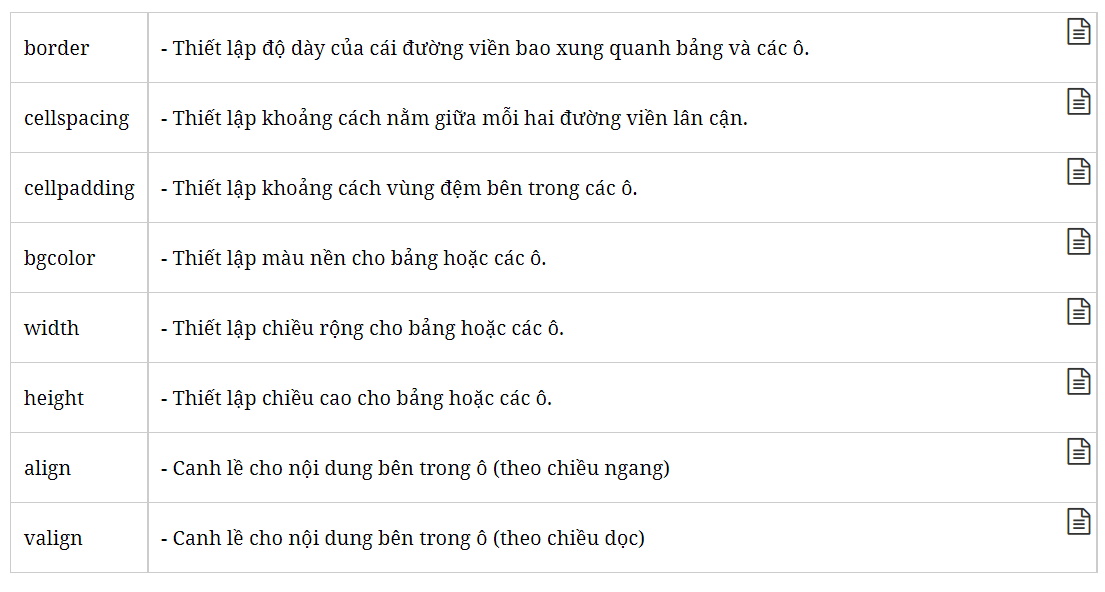 border - Thiết lập độ dày của cái đường viền bao xung quanh bảng và các ô.
cellspacing - Thiết lập khoảng cách nằm giữa mỗi hai đường viền lân cận.
cellpadding - Thiết lập khoảng cách vùng đệm bên trong các ô.
bgcolor - Thiết lập màu nền cho bảng hoặc các ô.
width - Thiết lập chiều rộng cho bảng hoặc các ô.
height - Thiết lập chiều cao cho bảng hoặc các ô.
align - Canh lề cho nội dung bên trong ô (theo chiều ngang)
valign - Canh lề cho nội dung bên trong ô (theo chiều dọc)